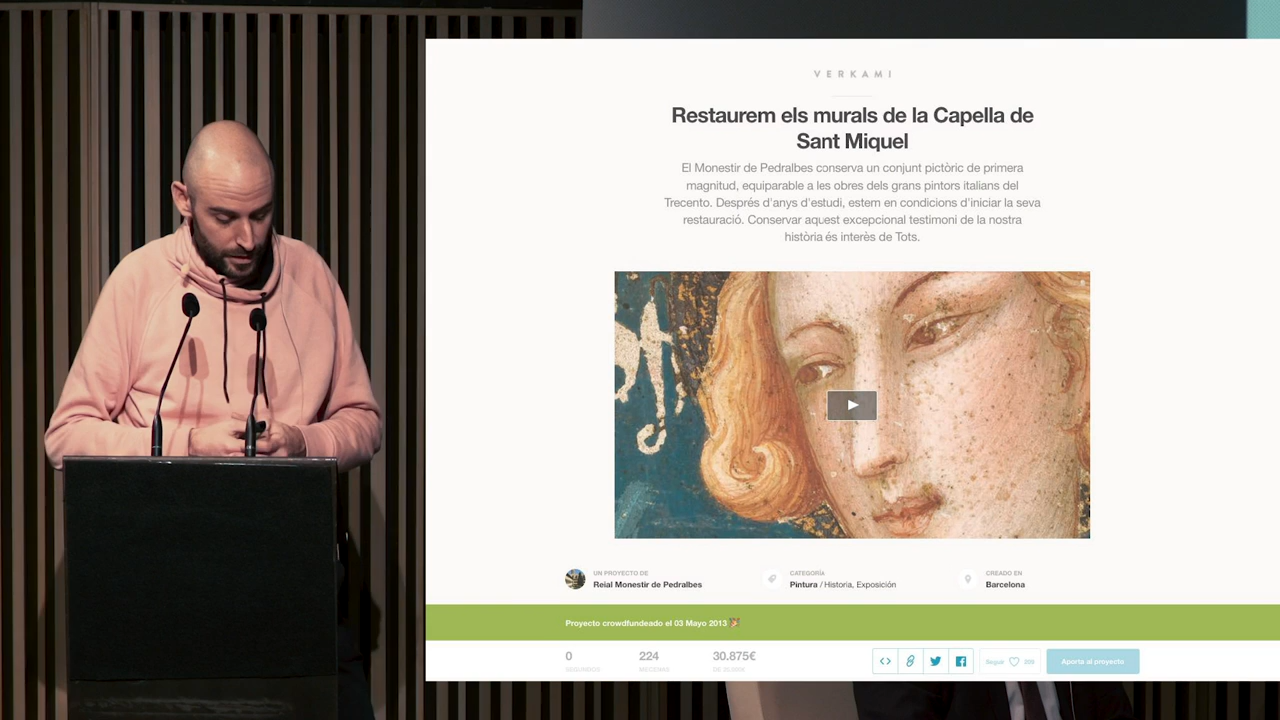 VERKAMI
Restaurem els murals de la Capella de
Sant Miquel
El Monestir de Pedralbes conserva un conjunt pictòric de primera
magnitud, equiparable a les obres dels grans pintors italians del
Trecento. Després d'anys d'estudi, estem en condicions d'iniciar la seva
restauració. Conservar aquest excepcional testimoni de la nostra
història és interès de Tots.
UN PROYECTO DE
Reial Monestir de Pedralbes
CATEGORÍA
Pintura / Historia, Exposición
CREADO EN
Barcelona
Proyecto crowdfundeado el 03 Mayo 2013
0
SEGUNDOS
224
MECENAS
30.875€
Seguir
Aporta al proyecto